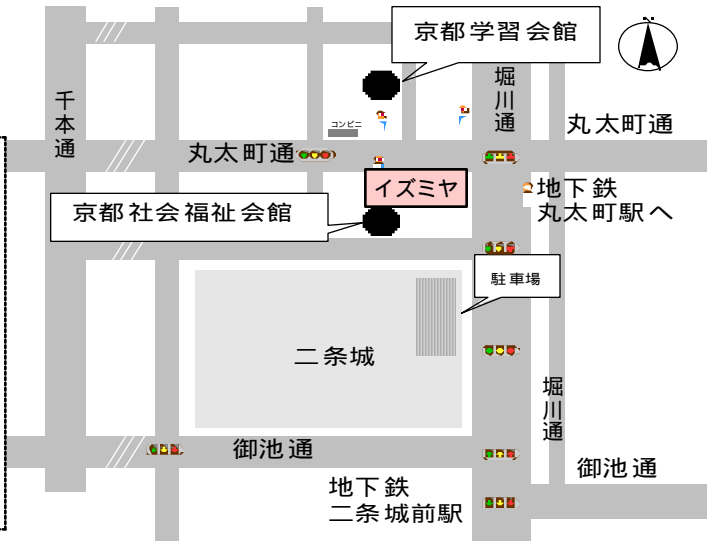 京都学習会館
堀川通
千本通
コンビニ
丸太町通
丸太町通
イズミヤ
地下鉄
丸太町駅へ
京都社会福祉会館
駐車場
二条城
堀川通
御池通
御池通
地下鉄
二条城前駅